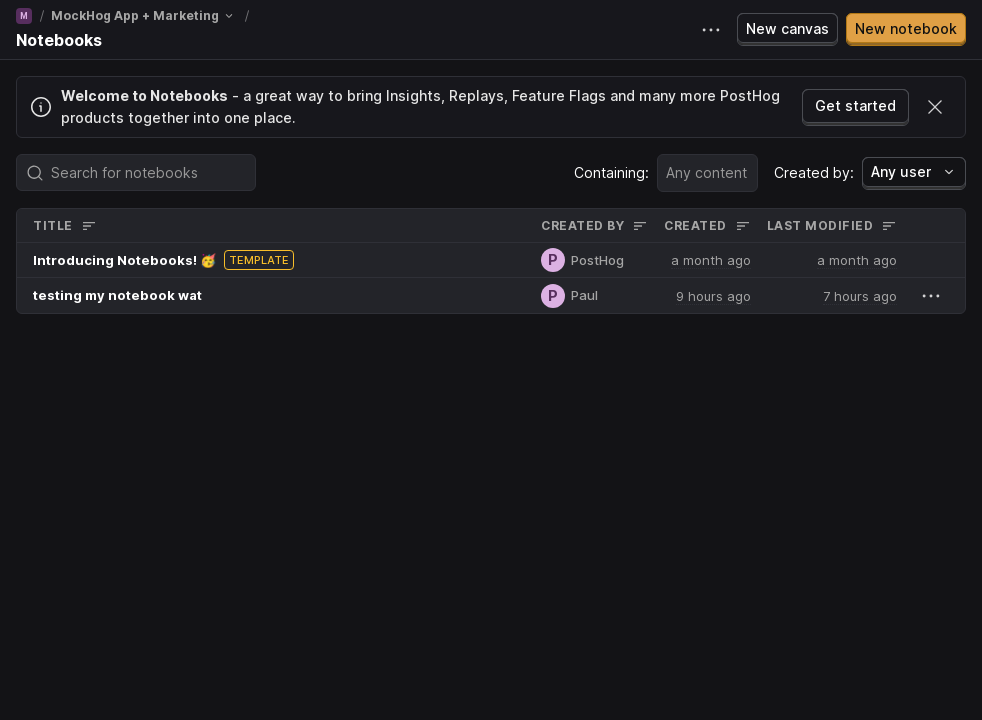 M / MockHog App + Marketing /
Notebooks
New canvas
New notebook
Welcome to Notebooks - a great way to bring Insights, Replays, Feature Flags and many more PostHog
products together into one place.
Get started
Search for notebooks
Containing: Any content
Created by: Any user
TITLE CREATED BY CREATED LAST MODIFIED
Introducing Notebooks! 🥳 TEMPLATE P PostHog a month ago a month ago
testing my notebook wat P Paul 9 hours ago 7 hours ago